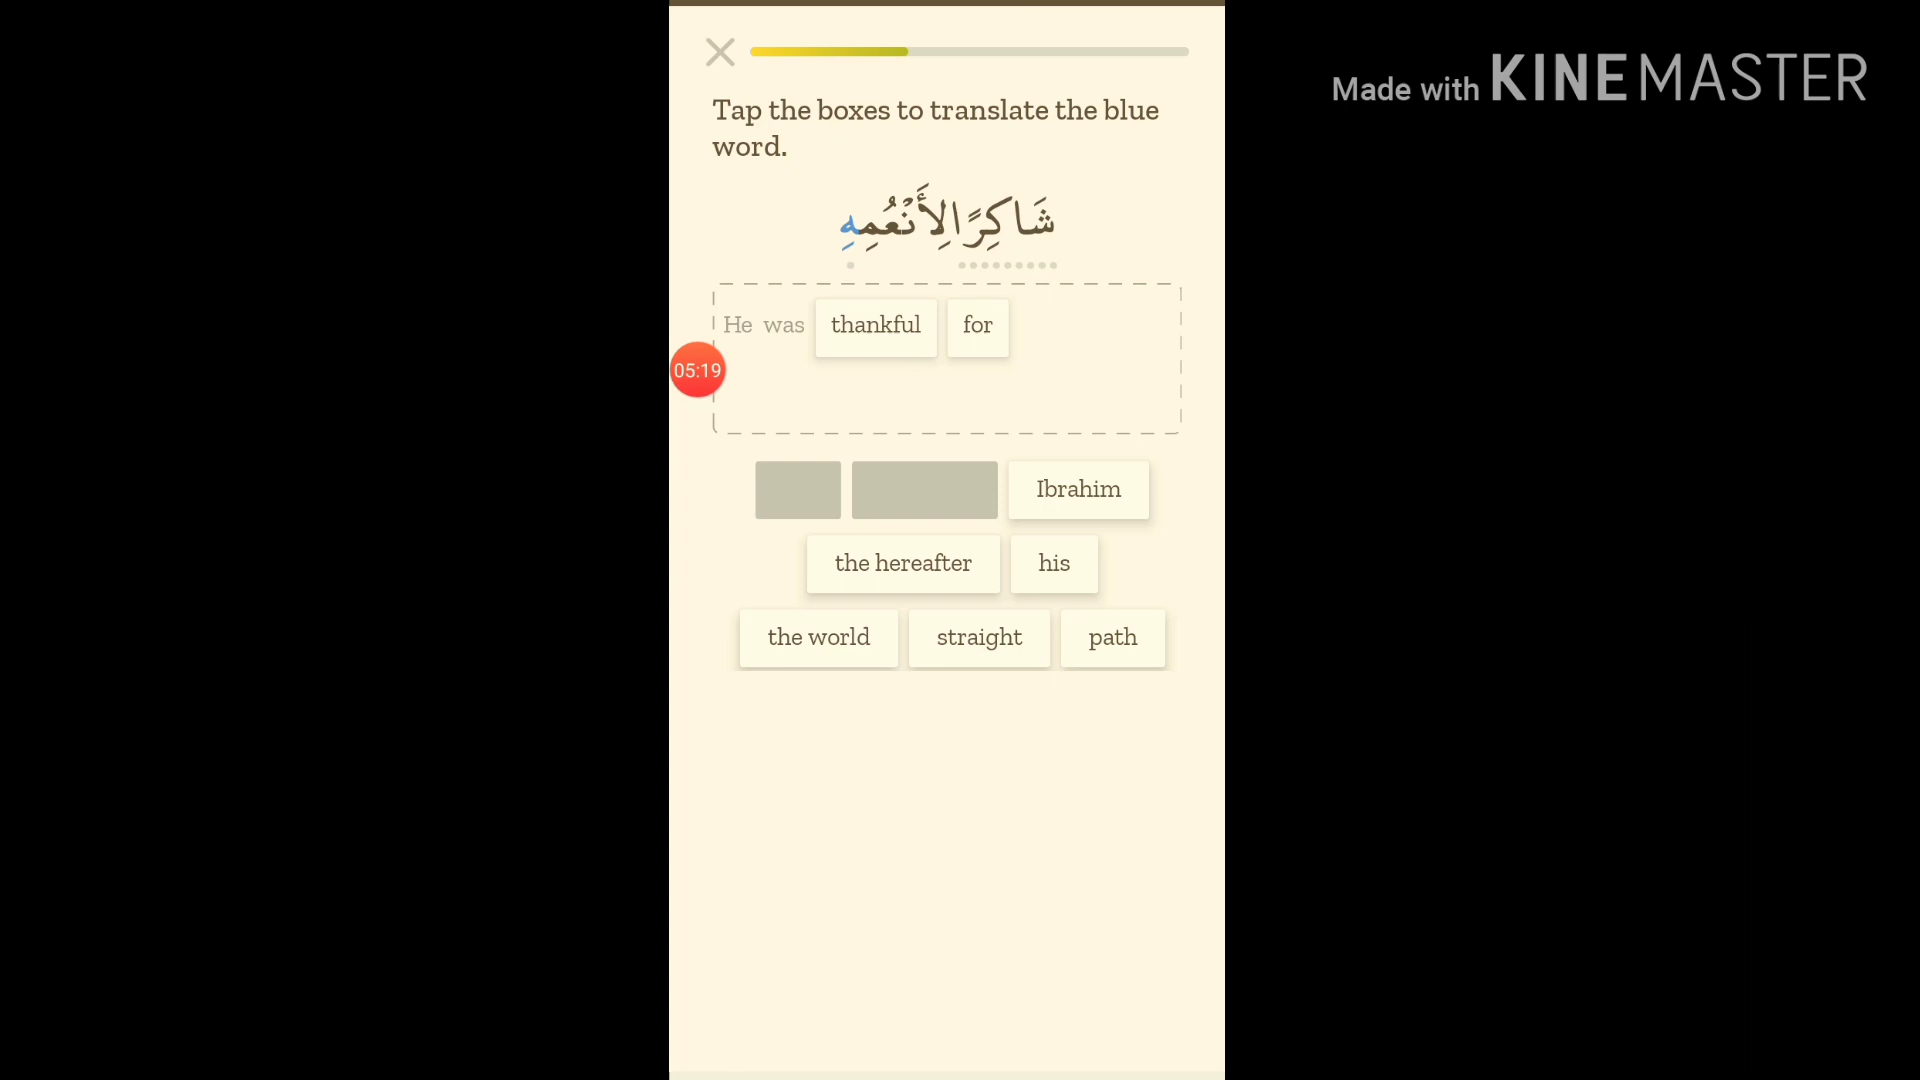 Made with KINEMASTER
Tap the boxes to translate the blue
word.
شَاكِرًا لِأَنْعُمِهِ
He was thankful for
05:19
Ibrahim
the hereafter his
the world straight path